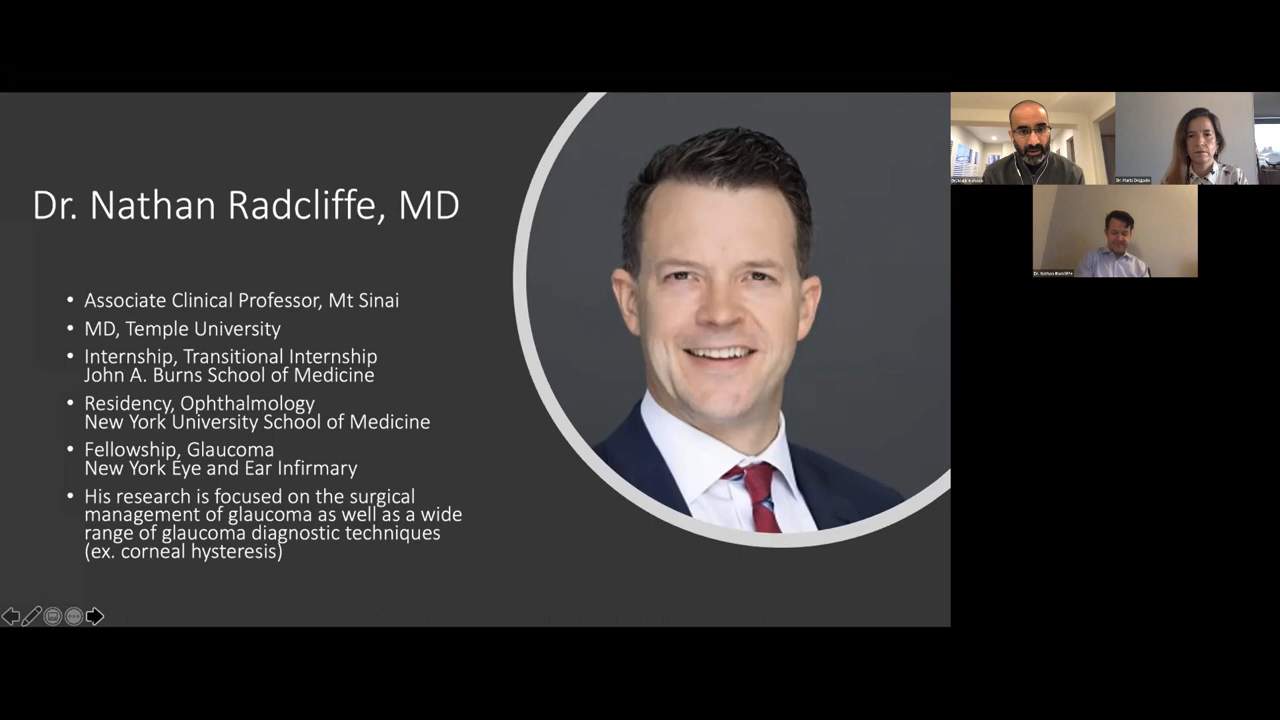 Dr. Nathan Radcliffe, MD
• Associate Clinical Professor, Mt Sinai
• MD, Temple University
• Internship, Transitional Internship
John A. Burns School of Medicine
• Residency, Ophthalmology
New York University School of Medicine
• Fellowship, Glaucoma
New York Eye and Ear Infirmary
• His research is focused on the surgical
management of glaucoma as well as a wide
range of glaucoma diagnostic techniques
(ex. corneal hysteresis)
Dr. Marta Delgado
Dr. Nathan Radcliffe